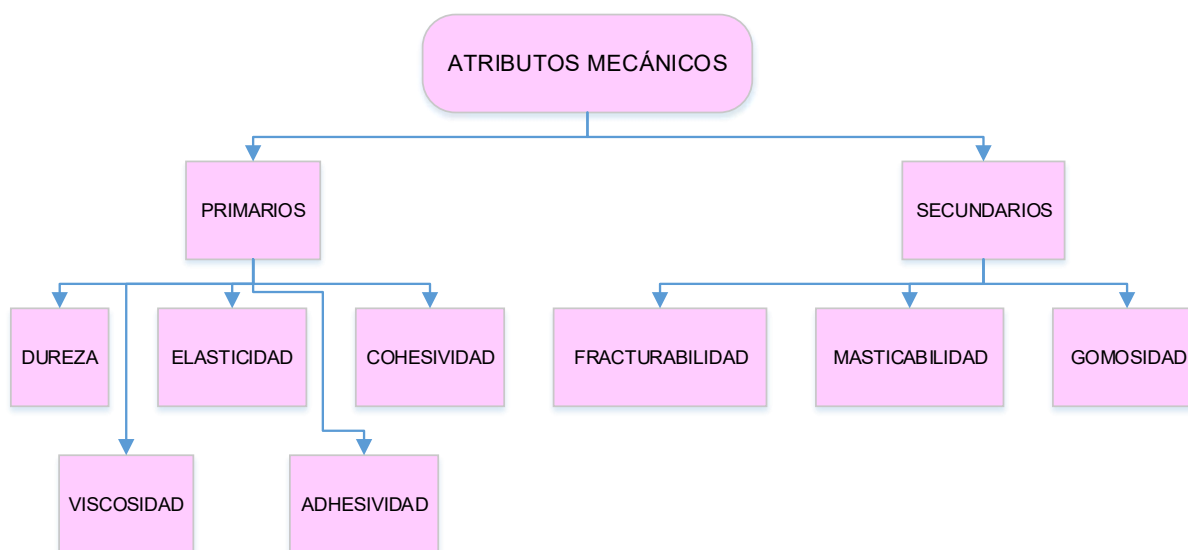 ATRIBUTOS MECÁNICOS
PRIMARIOS
SECUNDARIOS
DUREZA
ELASTICIDAD
COHESIVIDAD
FRACTURABILIDAD
MASTICABILIDAD
GOMOSIDAD
VISCOSIDAD
ADHESIVIDAD